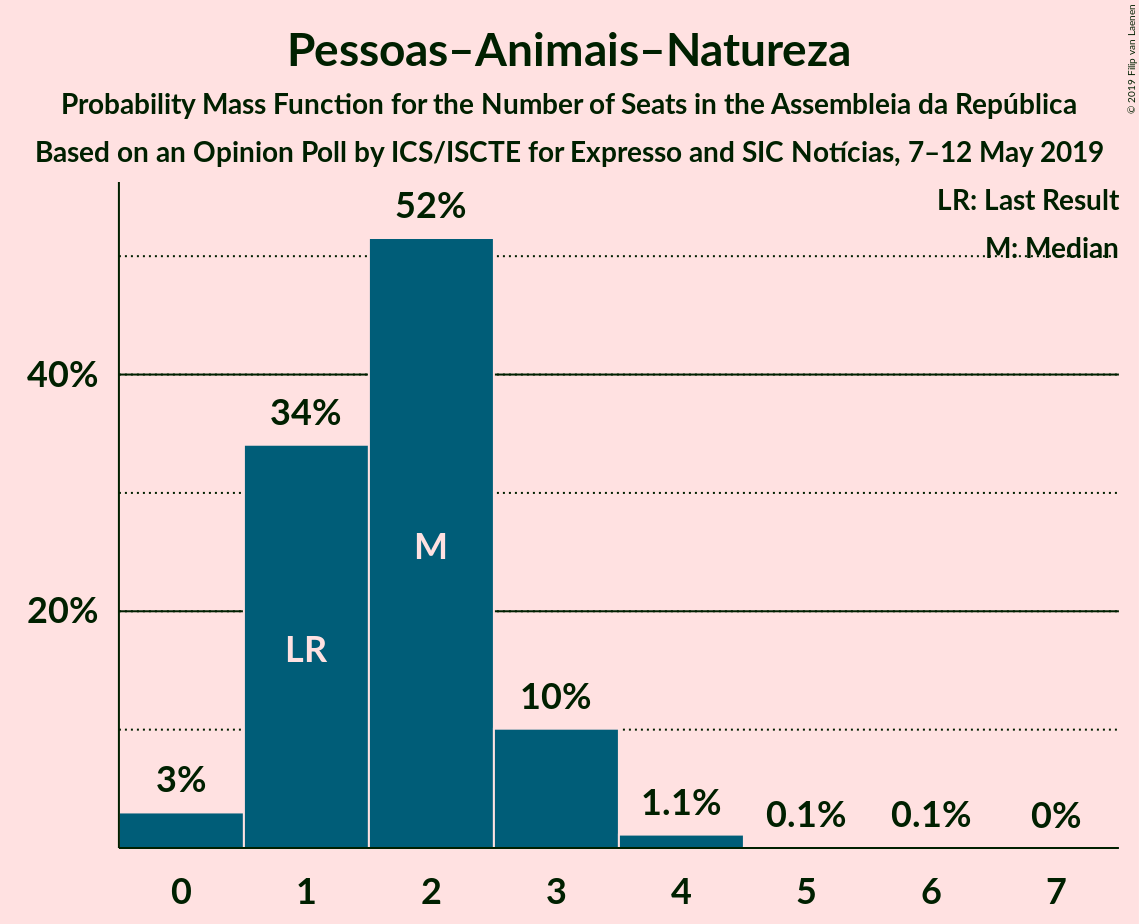 Pessoas–Animais–Natureza
Probability Mass Function for the Number of Seats in the Assembleia da República
Based on an Opinion Poll by ICS/ISCTE for Expresso and SIC Notícias, 7–12 May 2019
© 2019 Filip van Laenen
LR: Last Result
M: Median
52%
40%
34%
M
20%
LR
10%
3%
1.1%
0.1%
0.1%
0%
0 1 2 3 4 5 6 7